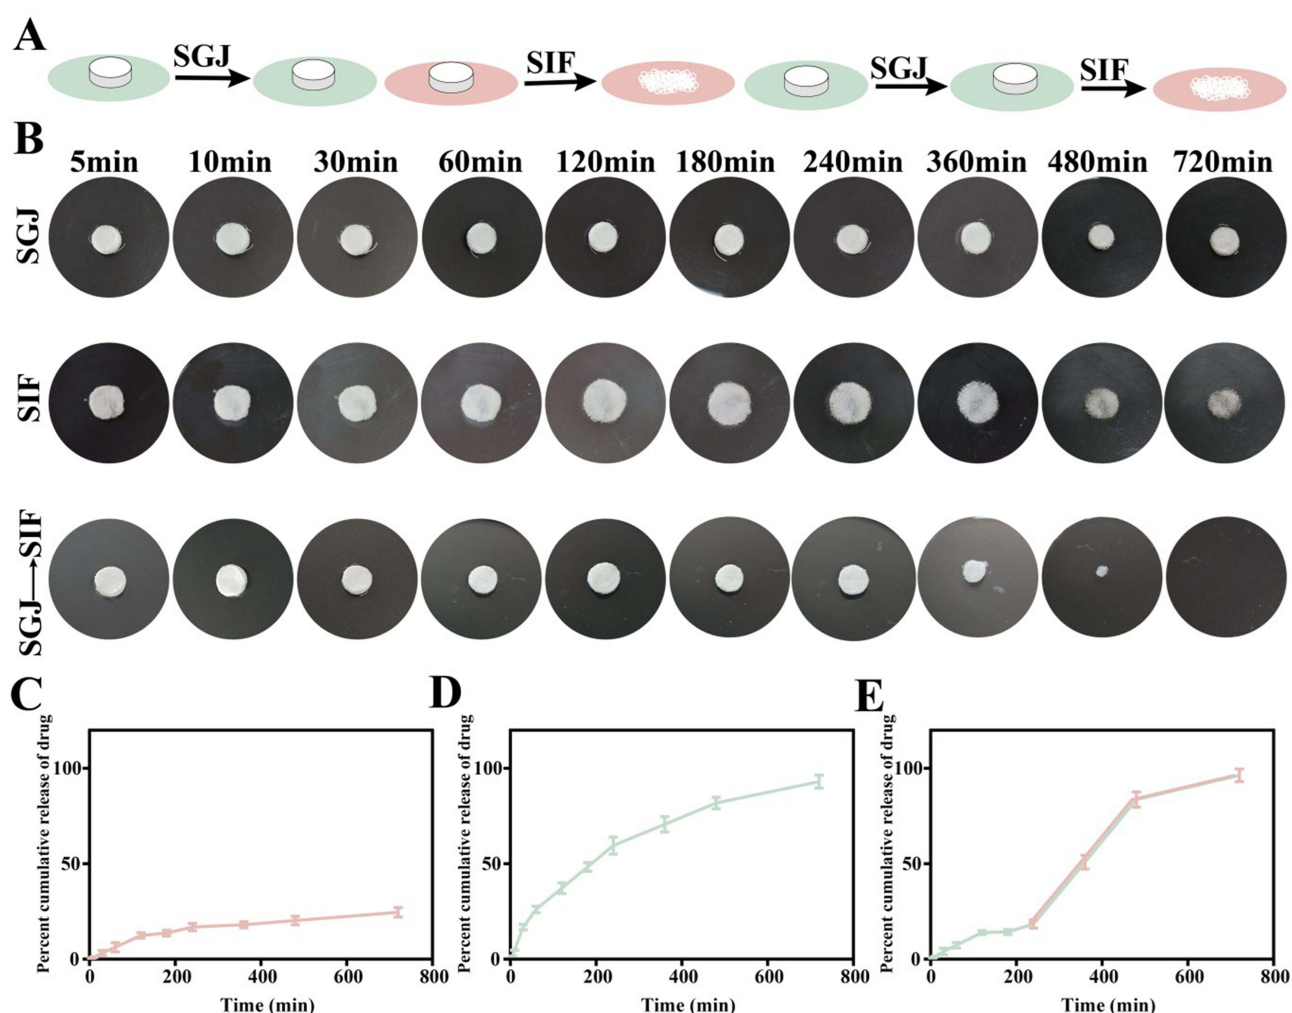 A
SGJ
SIF
SGJ
SIF
B
5min 10min 30min 60min 120min 180min 240min 360min 480min 720min
SGJ
SIF
SGJ→SIF
C
Percent cumulative release of drug
100
50
0
0 200 400 600 800
Time (min)
D
Percent cumulative release of drug
100
50
0
0 200 400 600 800
Time (min)
E
Percent cumulative release of drug
100
50
0
0 200 400 600 800
Time (min)